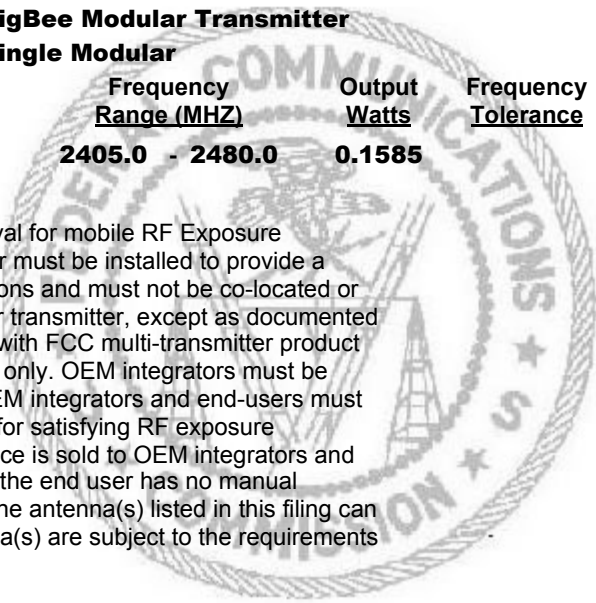 igBee Modular Transmitter
ingle Modular
Frequency Output Frequency
Range (MHZ) Watts Tolerance
2405.0 - 2480.0 0.1585
val for mobile RF Exposure
r must be installed to provide a
ons and must not be co-located or
r transmitter, except as documented
with FCC multi-transmitter product
only. OEM integrators must be
EM integrators and end-users must
for satisfying RF exposure
ce is sold to OEM integrators and
the end user has no manual
he antenna(s) listed in this filing can
a(s) are subject to the requirements
FEDERAL COMMUNICATIONS COMMISSION